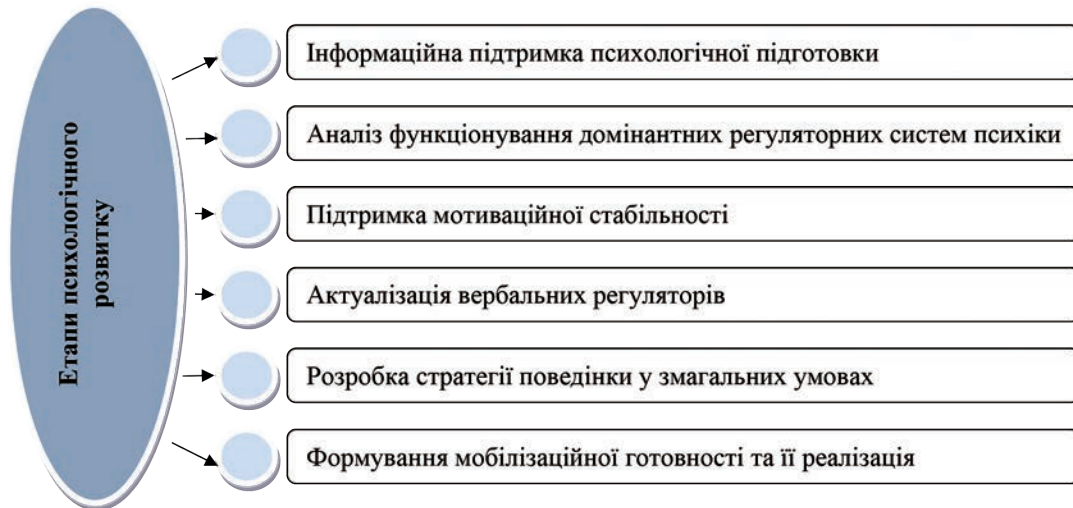 Етапи психологічного
розвитку
Інформаційна підтримка психологічної підготовки
Аналіз функціонування домінантних регуляторних систем психіки
Підтримка мотиваційної стабільності
Актуалізація вербальних регуляторів
Розробка стратегії поведінки у змагальних умовах
Формування мобілізаційної готовності та її реалізація